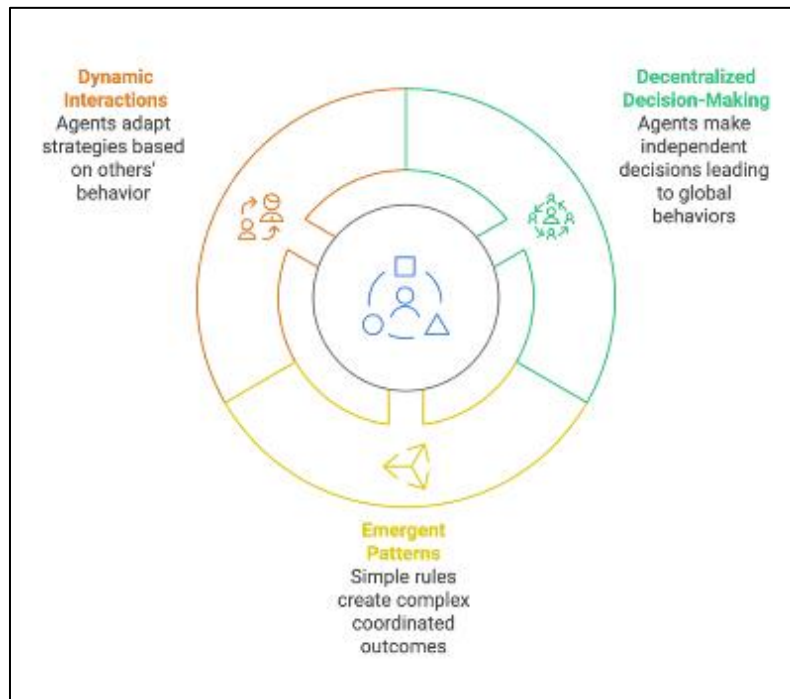 Dynamic
Interactions
Agents adapt
strategies based
on others'
behavior
Decentralized
Decision-Making
Agents make
independent
decisions leading
to global
behaviors
Emergent
Patterns
Simple rules
create complex
coordinated
outcomes